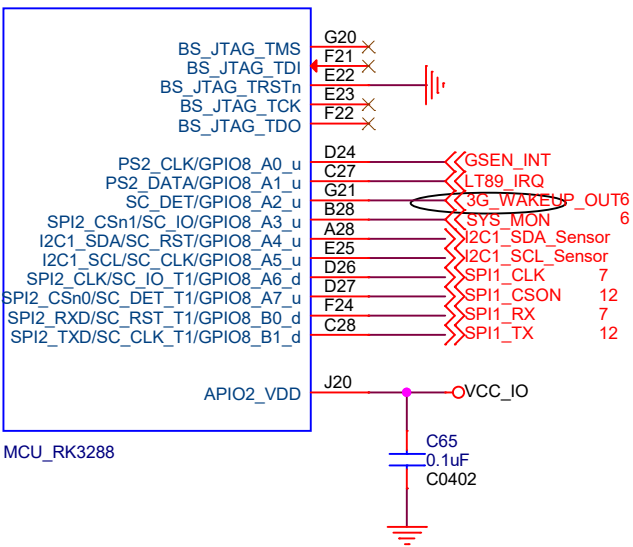 BS_JTAG_TMS G20
BS_JTAG_TDI F21
BS_JTAG_TRSTn E22
BS_JTAG_TCK E23
BS_JTAG_TDO F22
PS2_CLK/GPIO8_A0_u D24 GSEN_INT
PS2_DATA/GPIO8_A1_u C27 LT89_IRQ
SC_DET/GPIO8_A2_u G21 3G_WAKEUP_OUT6
SPI2_CSn1/SC_IO/GPIO8_A3_u B28 SYS_MON 6
I2C1_SDA/SC_RST/GPIO8_A4_u A28 I2C1_SDA_Sensor
I2C1_SCL/SC_CLK/GPIO8_A5_u E25 I2C1_SCL_Sensor
SPI2_CLK/SC_IO_T1/GPIO8_A6_d D26 SPI1_CLK 7
SPI2_CSn0/SC_DET_T1/GPIO8_A7_u D27 SPI1_CSON 12
SPI2_RXD/SC_RST_T1/GPIO8_B0_d F24 SPI1_RX 7
SPI2_TXD/SC_CLK_T1/GPIO8_B1_d C28 SPI1_TX 12
APIO2_VDD J20 VCC_IO
MCU_RK3288
C65
0.1uF
C0402